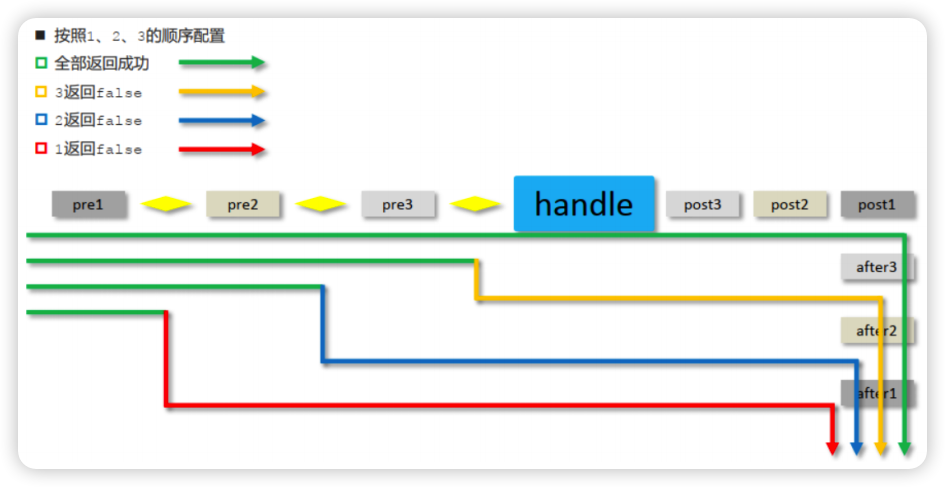 按照1、2、3的顺序配置
全部返回成功
3返回false
2返回false
1返回false
pre1 pre2 pre3 handle post3 post2 post1
after3
after2
after1